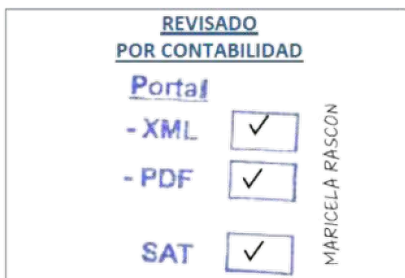 REVISADO
POR CONTABILIDAD
Portal
- XML ✓
- PDF ✓
SAT ✓
MARICELA RASCON